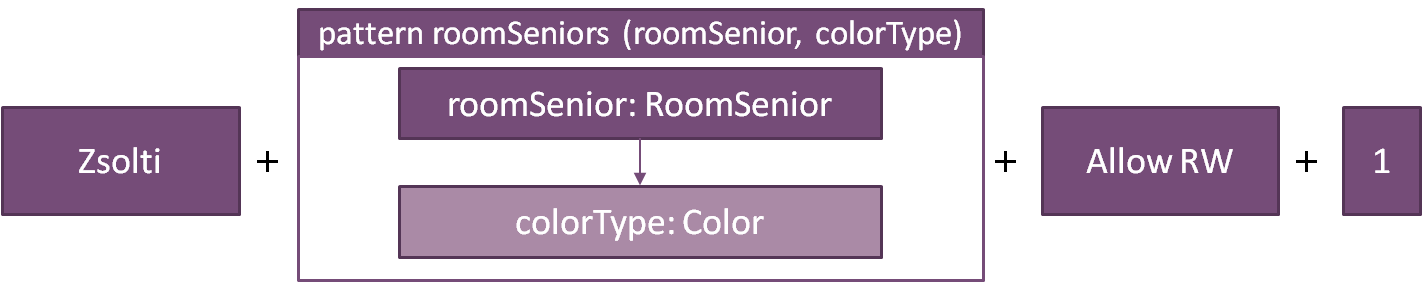 pattern roomSeniors (roomSenior, colorType)
roomSenior: RoomSenior
Zsolti + + Allow RW + 1
colorType: Color